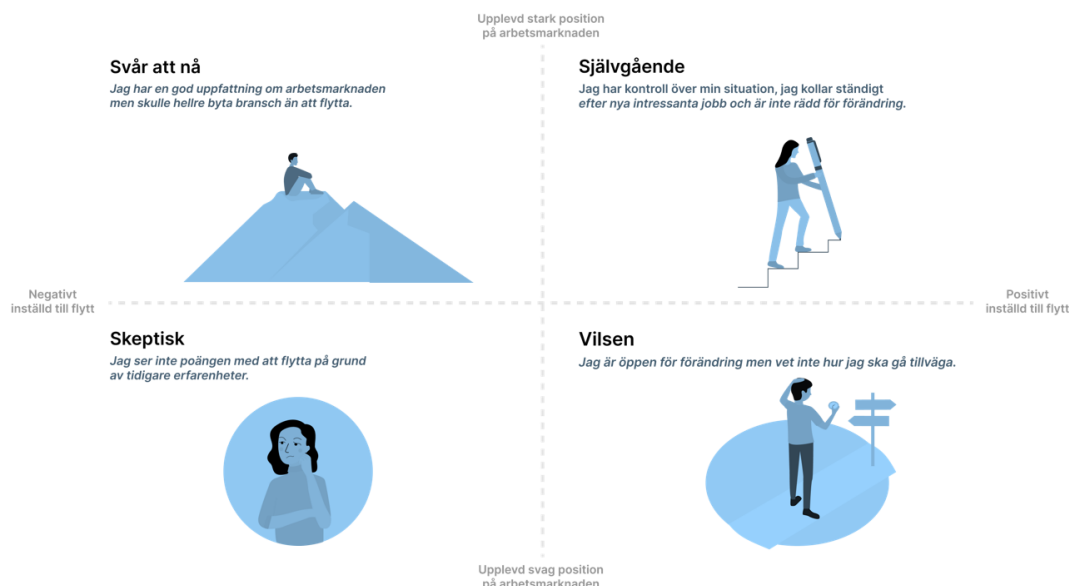 Upplevd stark position
på arbetsmarknaden
Svår att nå
Jag har en god uppfattning om arbetsmarknaden
men skulle hellre byta bransch än att flytta.
Självgående
Jag har kontroll över min situation, jag kollar ständigt
efter nya intressanta jobb och är inte rädd för förändring.
Negativt
inställd till flytt
Positivt
inställd till flytt
Skeptisk
Jag ser inte poängen med att flytta på grund
av tidigare erfarenheter.
Vilsen
Jag är öppen för förändring men vet inte hur jag ska gå tillväga.
Upplevd svag position
på arbetsmarknaden